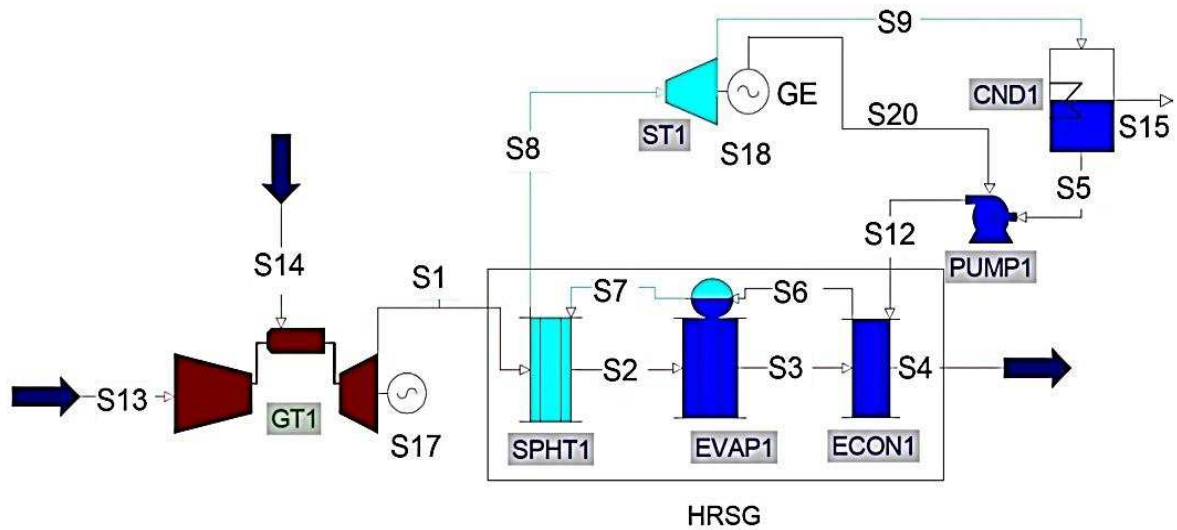 S9
GE
CND1
S20
S15
ST1
S8
S18
S5
S14
S12
S1
PUMP1
S7
S6
S13
S2
S3
S4
GT1
S17
SPHT1
EVAP1
ECON1
HRSG